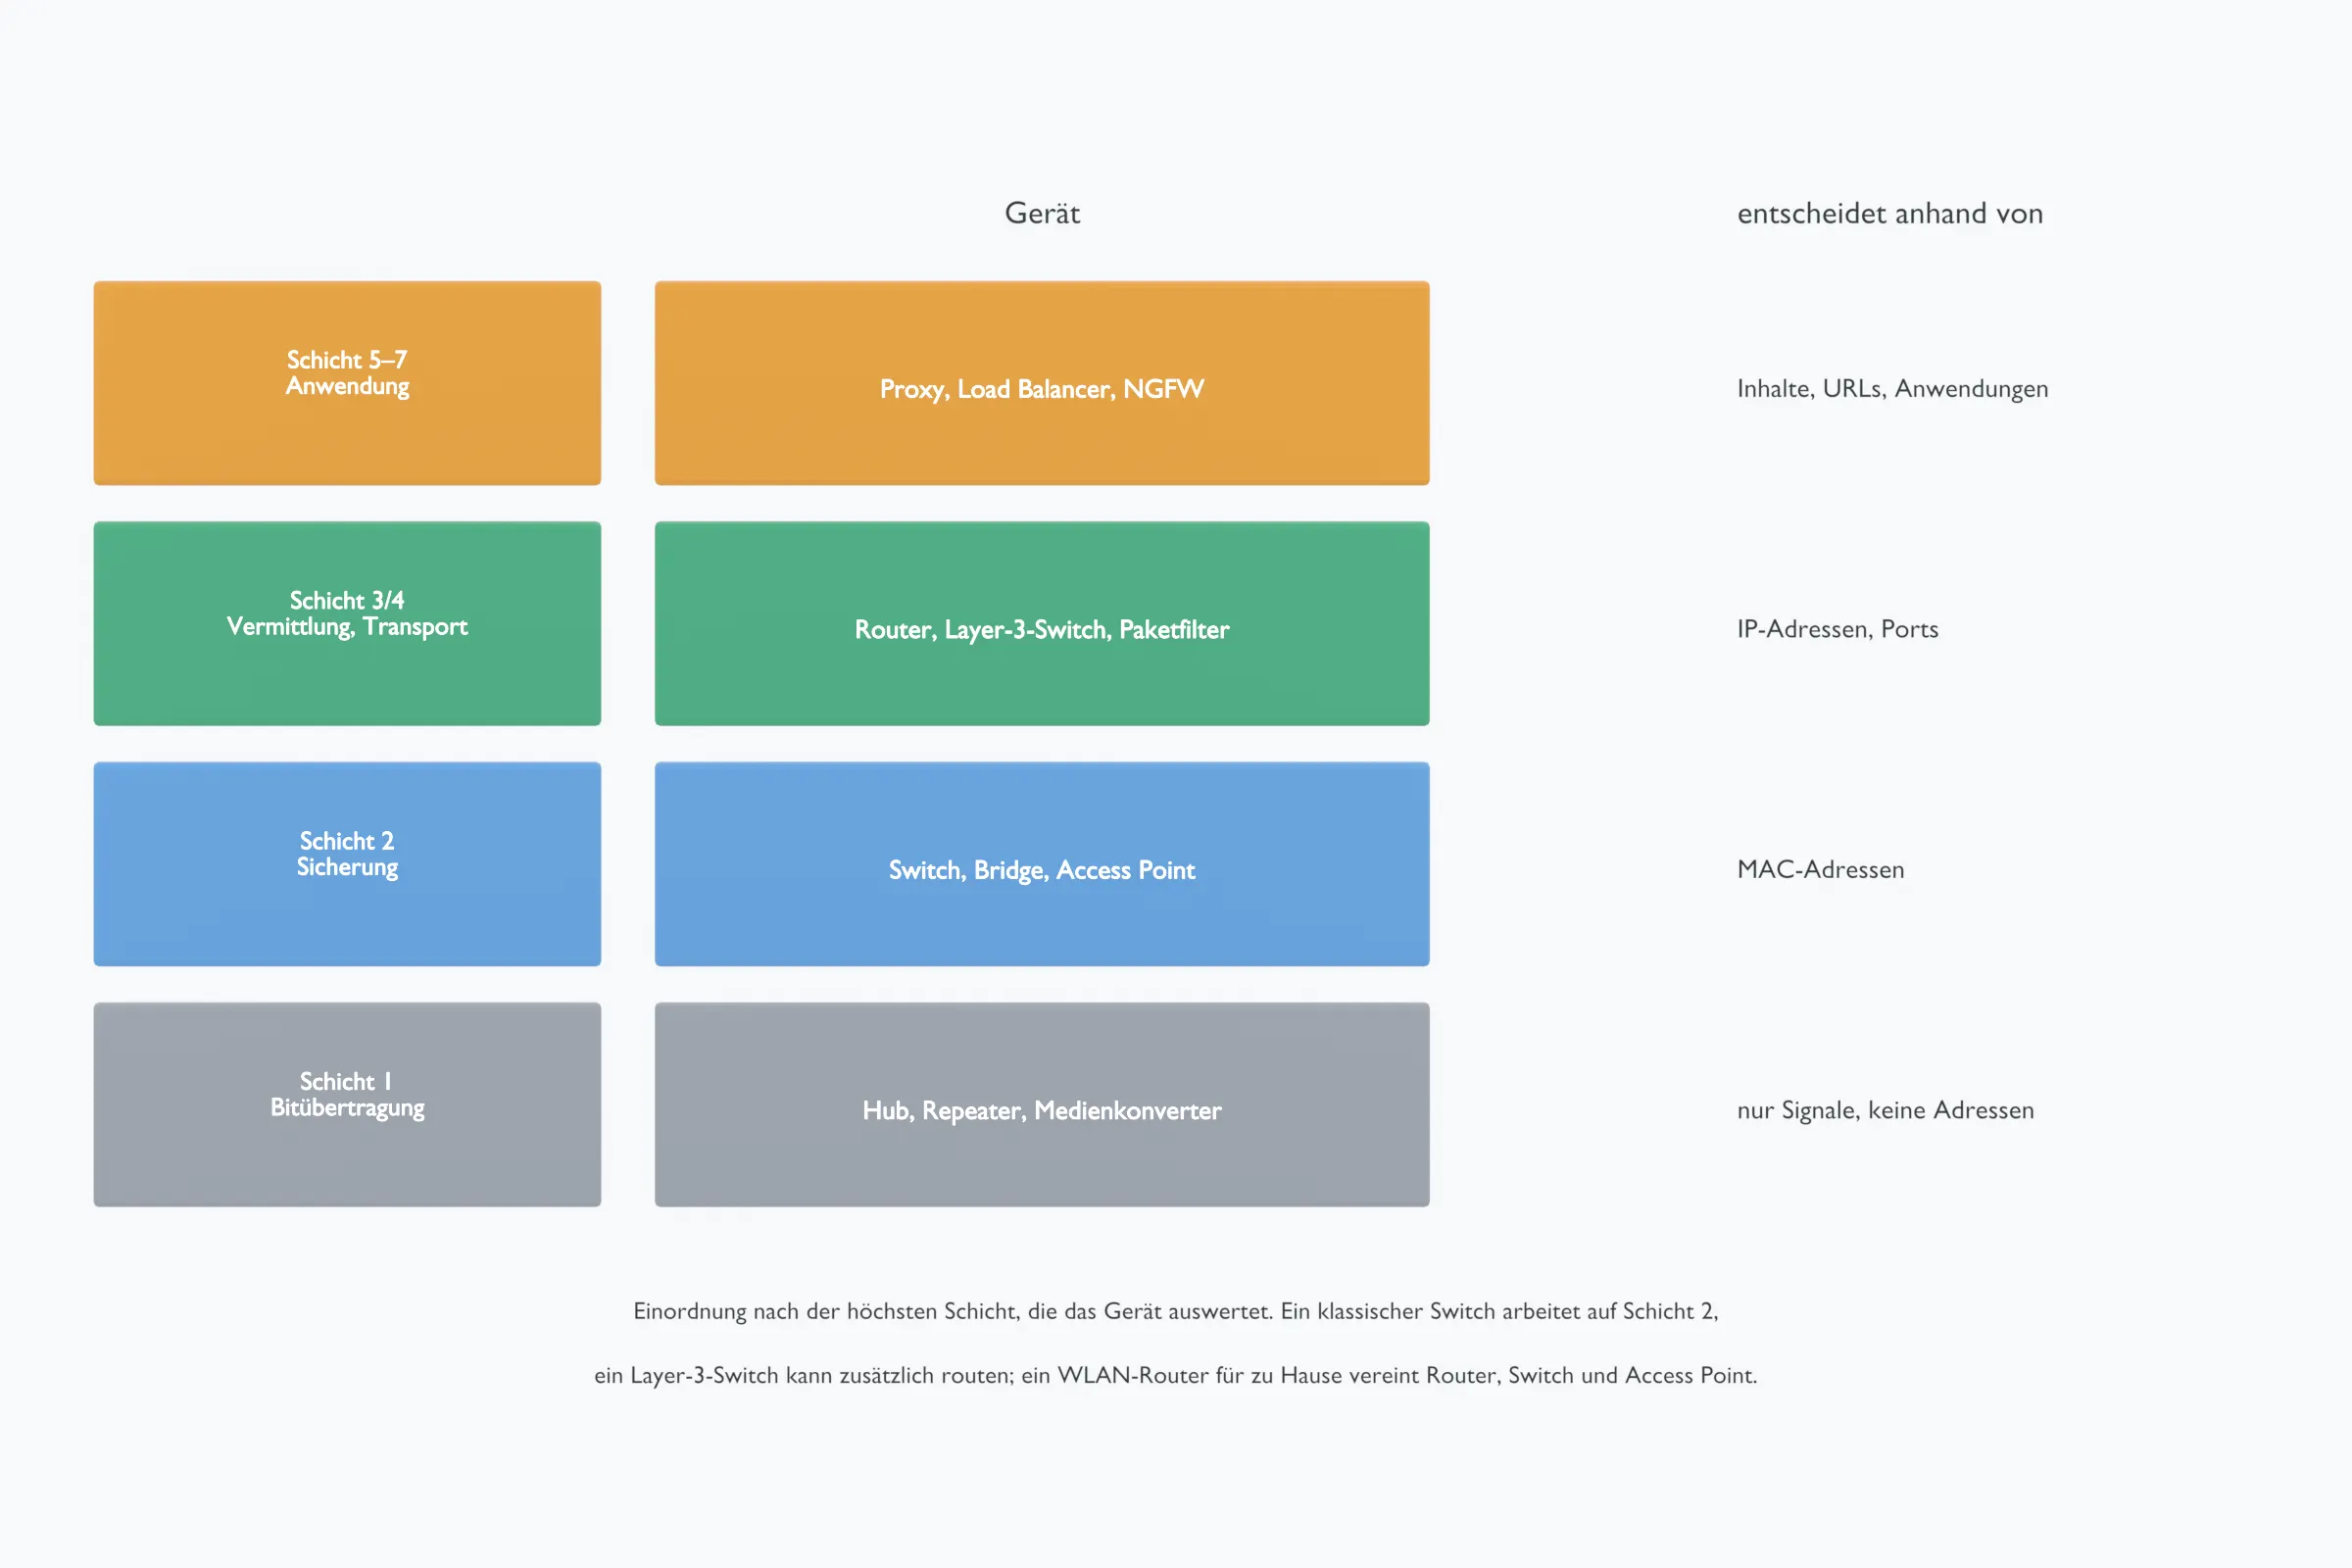 Gerät
entscheidet anhand von
Schicht 5–7
Anwendung
Proxy, Load Balancer, NGFW
Inhalte, URLs, Anwendungen
Schicht 3/4
Vermittlung, Transport
Router, Layer-3-Switch, Paketfilter
IP-Adressen, Ports
Schicht 2
Sicherung
Switch, Bridge, Access Point
MAC-Adressen
Schicht 1
Bitübertragung
Hub, Repeater, Medienkonverter
nur Signale, keine Adressen
Einordnung nach der höchsten Schicht, die das Gerät auswertet. Ein klassischer Switch arbeitet auf Schicht 2,
ein Layer-3-Switch kann zusätzlich routen; ein WLAN-Router für zu Hause vereint Router, Switch und Access Point.